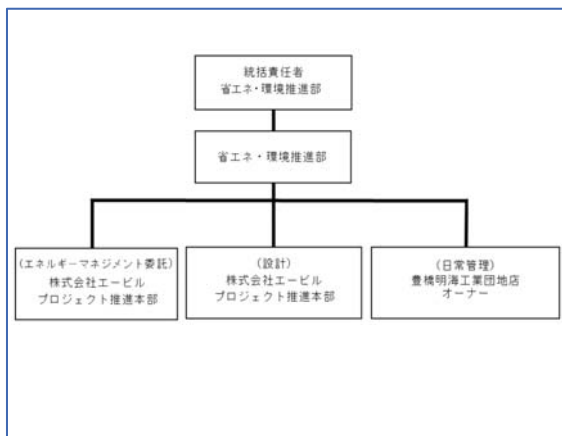 統括責任者
省エネ・環境推進部
省エネ・環境推進部
(エネルギーマネジメント委託)
株式会社エービル
プロジェクト推進本部
(設計)
株式会社エービル
プロジェクト推進本部
(日常管理)
豊橋明海工業団地店
オーナー